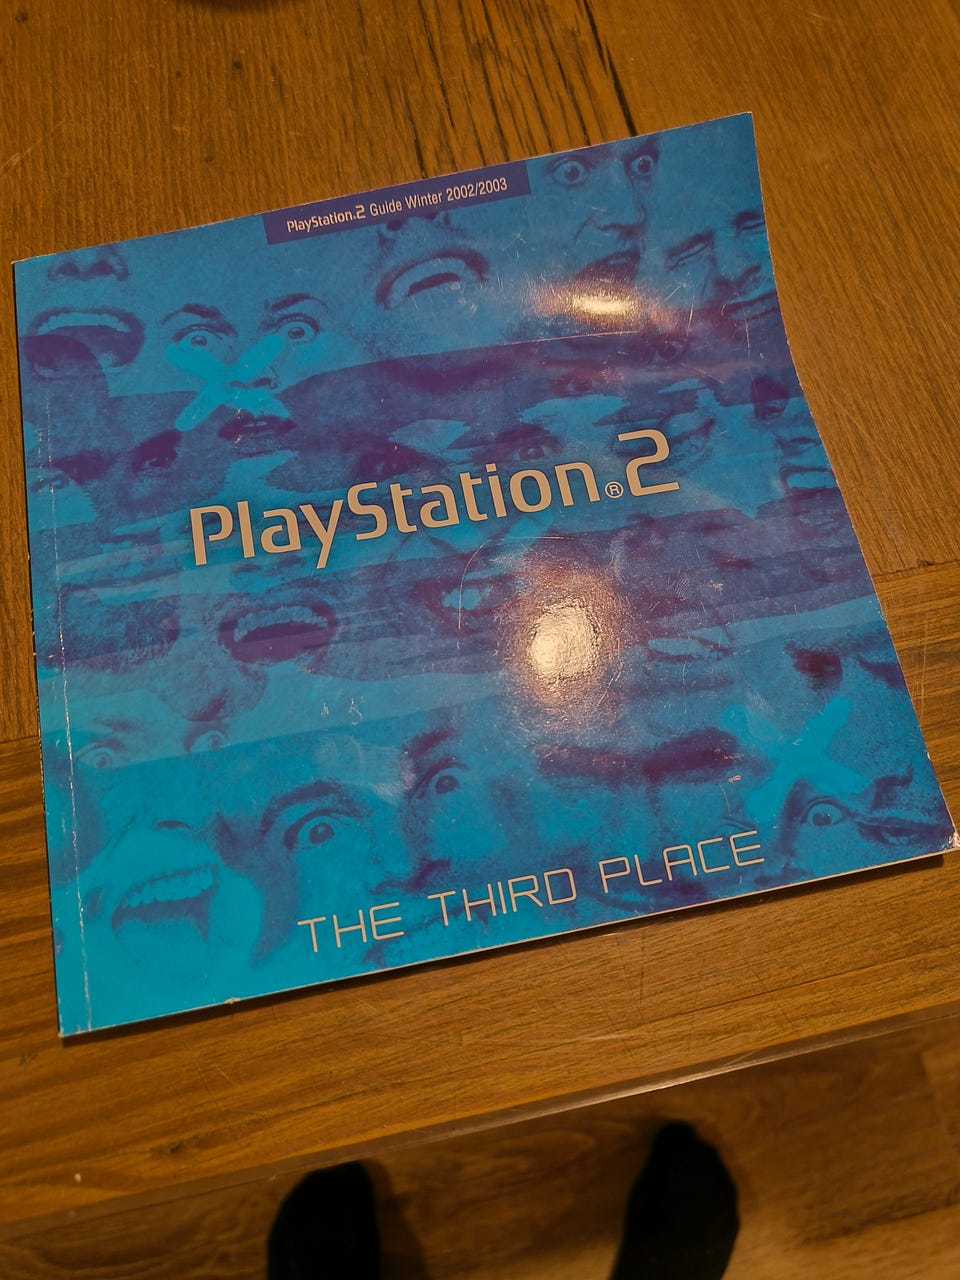 PlayStation.2 Guide Winter 2002/2003
PlayStation®2
THE THIRD PLACE